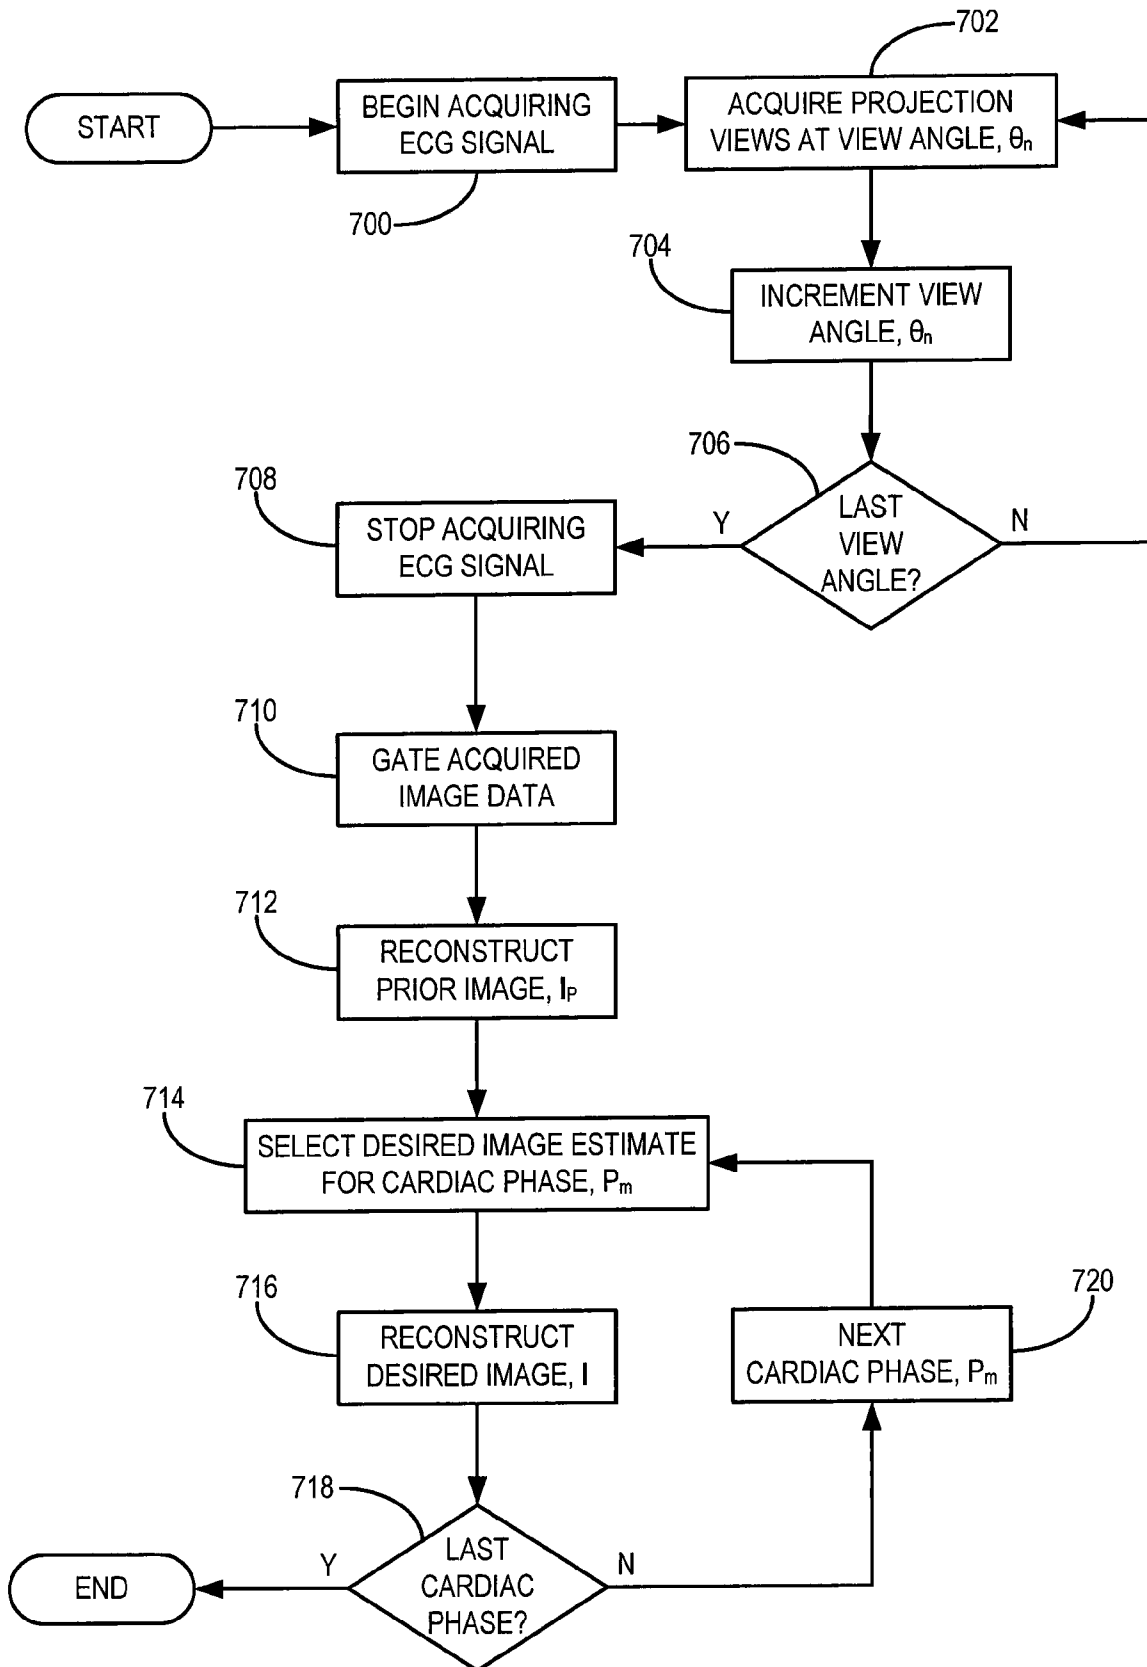 702
START
BEGIN ACQUIRING
ECG SIGNAL
ACQUIRE PROJECTION
VIEWS AT VIEW ANGLE, θn
700
704
INCREMENT VIEW
ANGLE, θn
706
708
LAST
VIEW
ANGLE?
Y
N
STOP ACQUIRING
ECG SIGNAL
710
GATE ACQUIRED
IMAGE DATA
712
RECONSTRUCT
PRIOR IMAGE, IP
714
SELECT DESIRED IMAGE ESTIMATE
FOR CARDIAC PHASE, Pm
716
RECONSTRUCT
DESIRED IMAGE, I
720
NEXT
CARDIAC PHASE, Pm
718
LAST
CARDIAC
PHASE?
Y
N
END